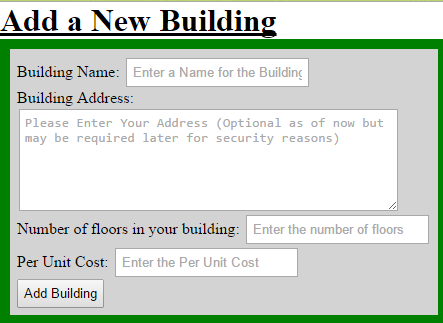 Add a New Building
Building Name: Enter a Name for the Building
Building Address:
Please Enter Your Address (Optional as of now but
may be required later for security reasons)
Number of floors in your building: Enter the number of floors
Per Unit Cost: Enter the Per Unit Cost
Add Building